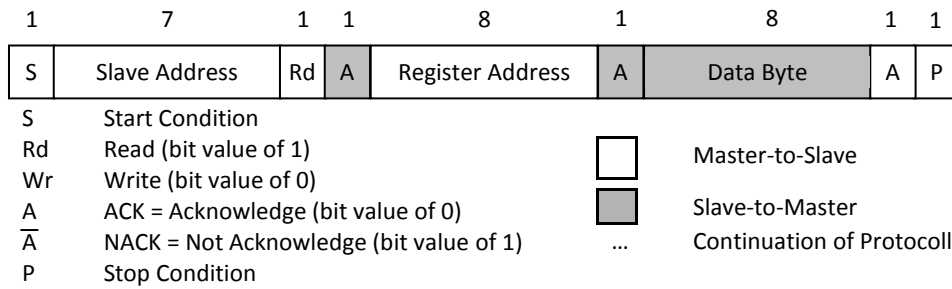 1 7 1 1 8 1 8 1 1
S Slave Address Rd A Register Address A Data Byte A P
S Start Condition
Rd Read (bit value of 1)
Wr Write (bit value of 0)
A ACK = Acknowledge (bit value of 0)
A̅ NACK = Not Acknowledge (bit value of 1)
P Stop Condition
Master-to-Slave
Slave-to-Master
... Continuation of Protocoll